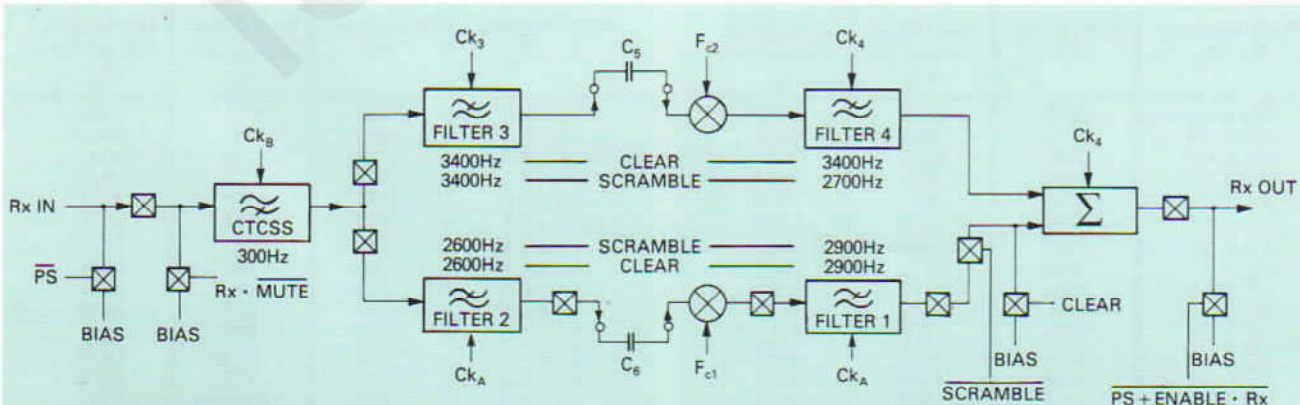 Ck3
C5
Fc2
Ck4
FILTER 3
FILTER 4
CkB
3400Hz CLEAR 3400Hz
3400Hz SCRAMBLE 2700Hz
Ck4
Rx IN
CTCSS
Σ
Rx OUT
300Hz
2600Hz SCRAMBLE 2900Hz
2600Hz CLEAR 2900Hz
PS
Rx · MUTE
FILTER 2
FILTER 1
CLEAR
BIAS
BIAS
C6
Fc1
BIAS
BIAS
CkA
CkA
SCRAMBLE
PS + ENABLE · Rx